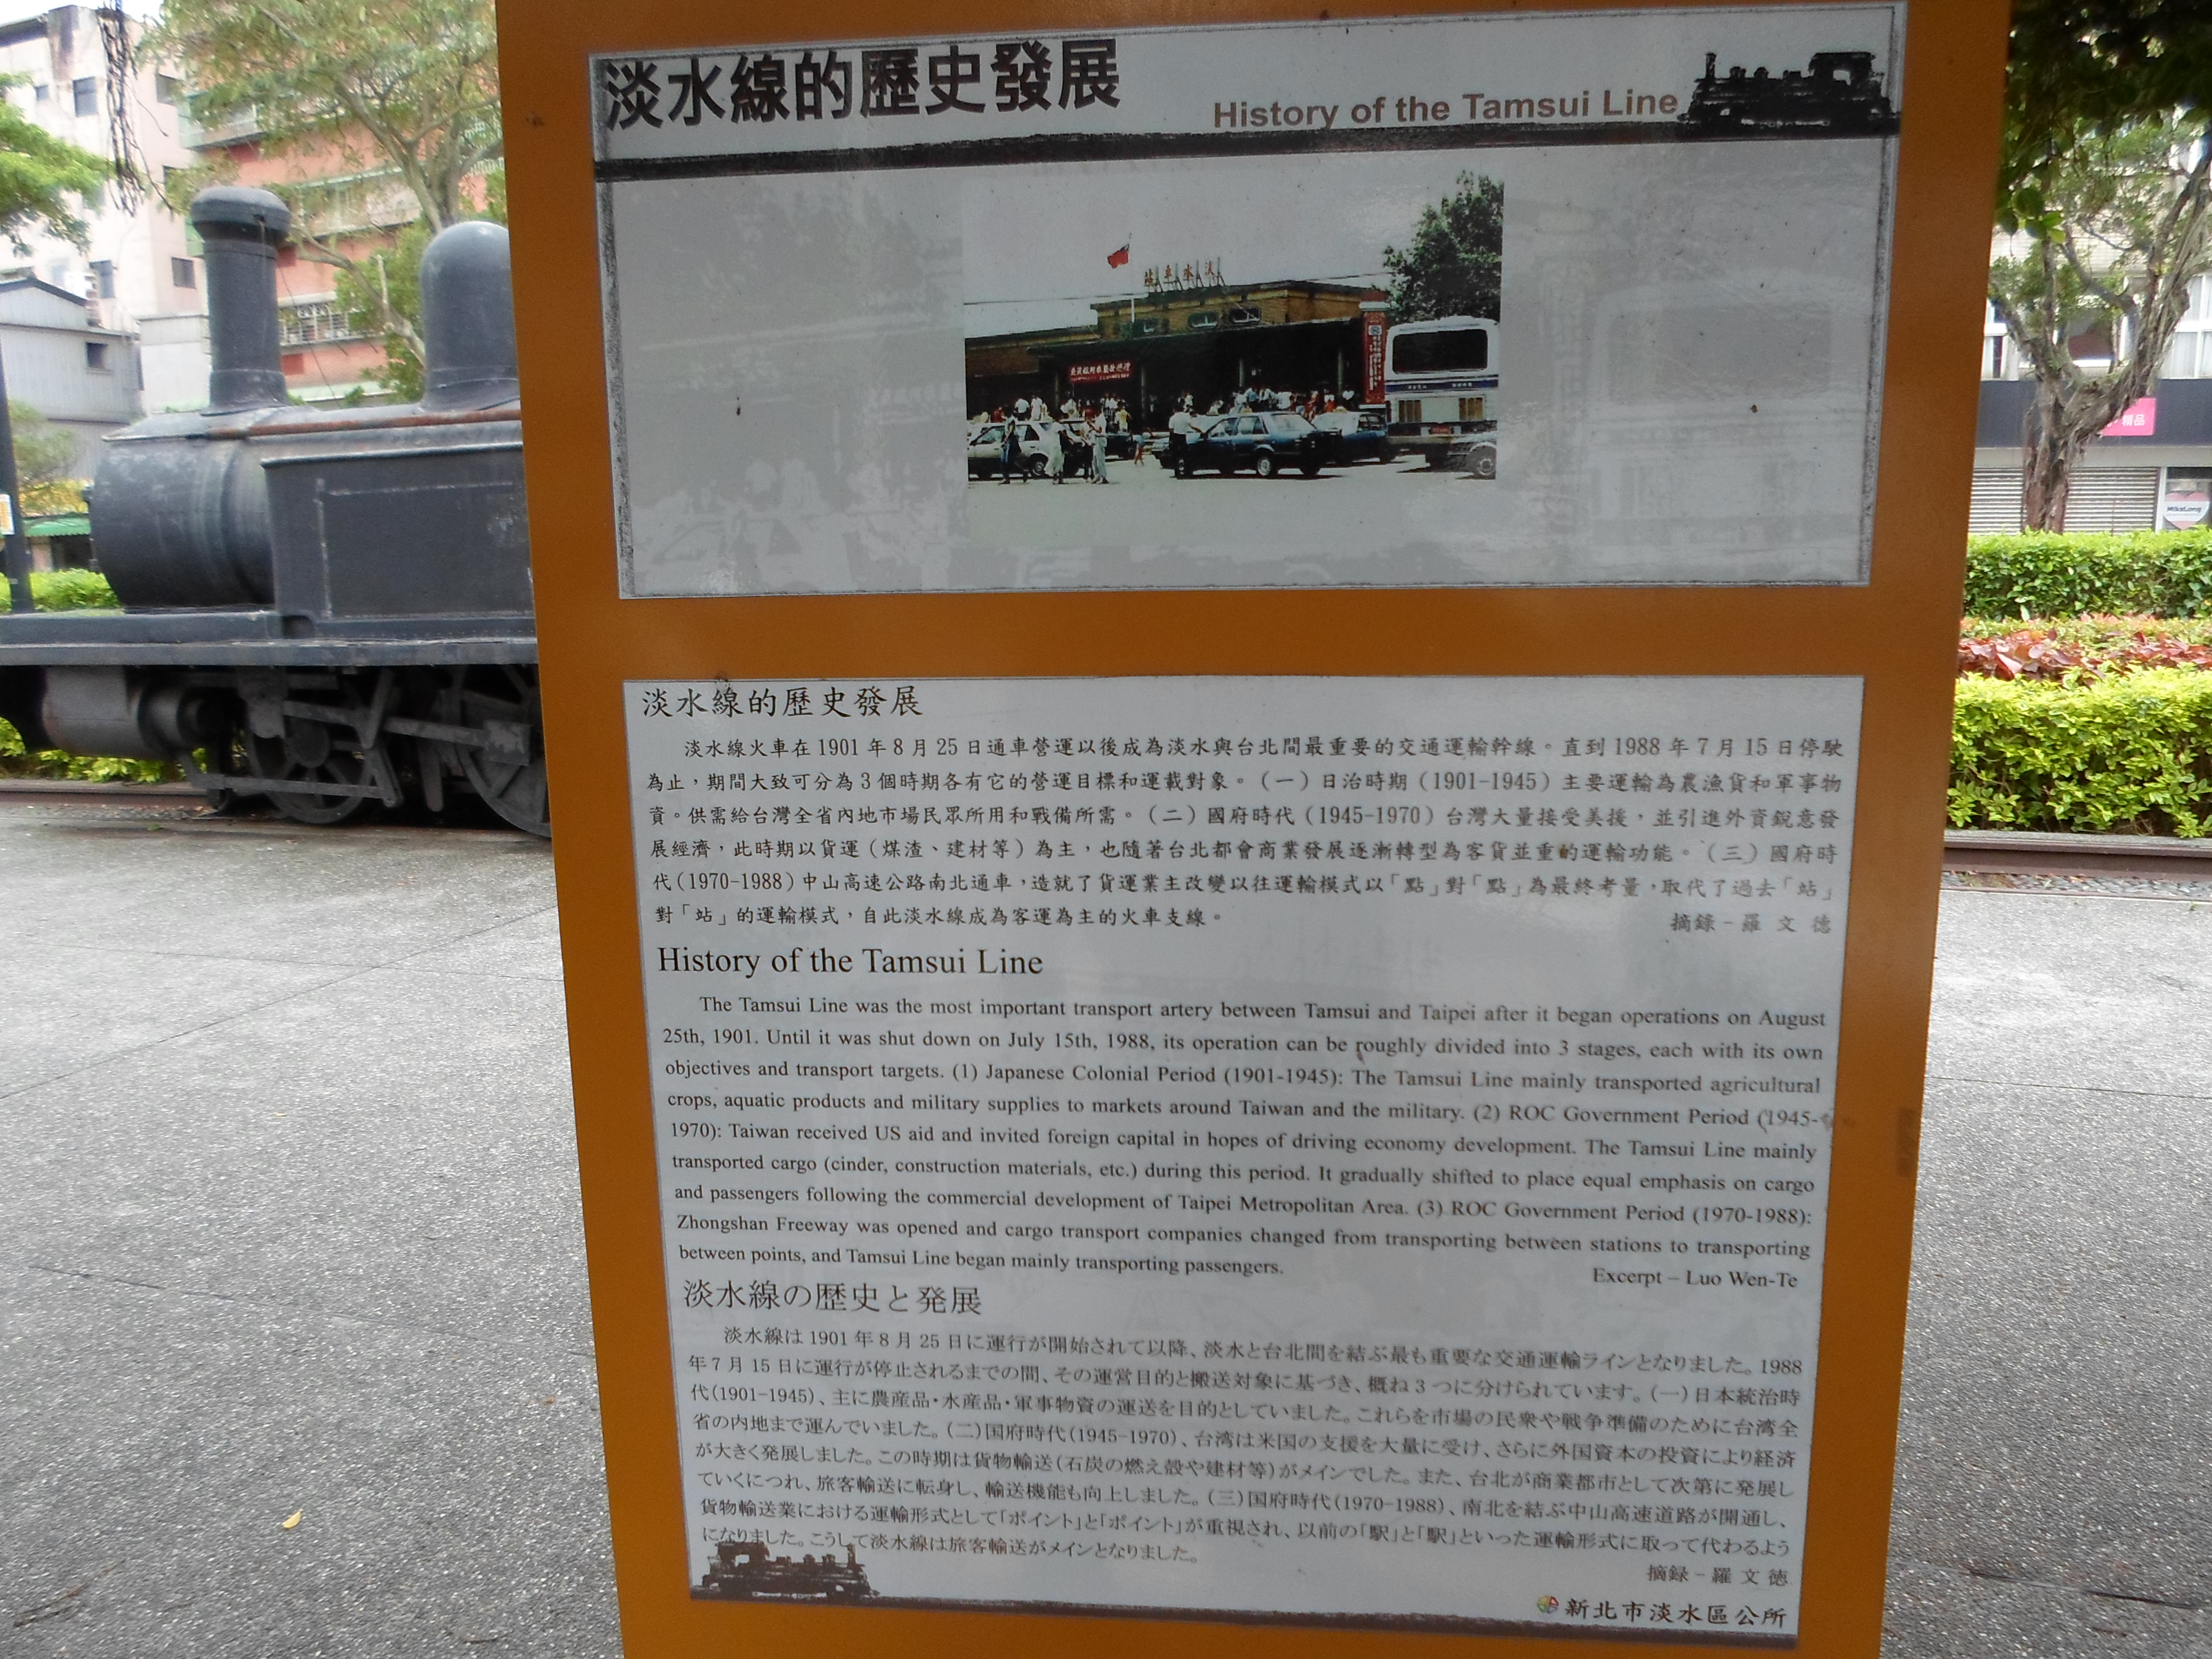 淡水線的歷史發展
History of the Tamsui Line
淡水車站
淡水線的歷史發展
淡水線火車在1901年8月25日通車營運以後成為淡水與台北間最重要的交通運輸幹線。直到1988年7月15日停駛
為止，期間大致可分為3個時期各有它的營運目標和運載對象。（一）日治時期（1901-1945）主要運輸為農漁貨和軍事物
資。供需給台灣全省內地市場民眾所用和戰備所需。（二）國府時代（1945-1970）台灣大量接受美援，並引進外資銳意發
展經濟，此時期以貨運（煤渣、建材等）為主，也隨著台北都會商業發展逐漸轉型為客貨並重的運輸功能。（三）國府時
代(1970-1988)中山高速公路南北通車，造就了貨運業主改變以往運輸模式以「點」對「點」為最終考量，取代了過去「站」
對「站」的運輸模式，自此淡水線成為客運為主的火車支線。
摘錄-羅 文 德
History of the Tamsui Line
The Tamsui Line was the most important transport artery between Tamsui and Taipei after it began operations on August
25th, 1901. Until it was shut down on July 15th, 1988, its operation can be roughly divided into 3 stages, each with its own
objectives and transport targets. (1) Japanese Colonial Period (1901-1945): The Tamsui Line mainly transported agricultural
crops, aquatic products and military supplies to markets around Taiwan and the military. (2) ROC Government Period (1945-
1970): Taiwan received US aid and invited foreign capital in hopes of driving economy development. The Tamsui Line mainly
transported cargo (cinder, construction materials, etc.) during this period. It gradually shifted to place equal emphasis on cargo
and passengers following the commercial development of Taipei Metropolitan Area. (3) ROC Government Period (1970-1988):
Zhongshan Freeway was opened and cargo transport companies changed from transporting between stations to transporting
between points, and Tamsui Line began mainly transporting passengers.
Excerpt – Luo Wen-Te
淡水線の歴史と発展
淡水線は1901年8月25日に運行が開始されて以降、淡水と台北間を結ぶ最も重要な交通運輸ラインとなりました。1988
年7月15日に運行が停止されるまでの間、その運営目的と搬送対象に基づき、概ね3つに分けられています。(一)日本統治時
代(1901-1945)、主に農産品・水産品・軍事物資の運送を目的としていました。これらを市場の民衆や戦争準備のために台湾全
省の内地まで運んでいました。(二)国府時代(1945-1970)、台湾は米国の支援を大量に受け、さらに外国資本の投資により経済
が大きく発展しました。この時期は貨物輸送(石炭の燃え殻や建材等)がメインでした。また、台北が商業都市として次第に発展し
ていくにつれ、旅客輸送に転身し、輸送機能も向上しました。(三)国府時代(1970-1988)、南北を結ぶ中山高速道路が開通し、
貨物輸送業における運輸形式として｢ポイント｣と｢ポイント｣が重視され、以前の｢駅｣と｢駅｣といった運輸形式に取って代わるよう
になりました。こうして淡水線は旅客輸送がメインとなりました。
摘録-羅 文 徳
新北市淡水區公所
精品